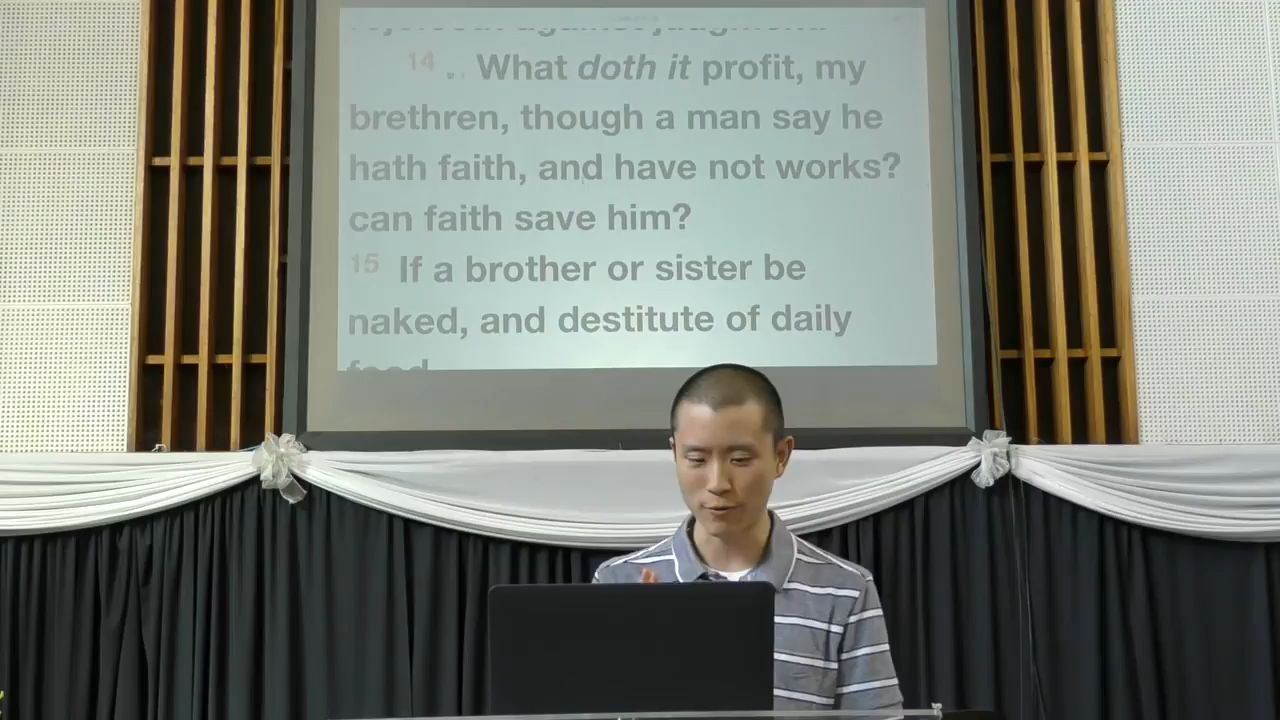 14 What doth it profit, my
brethren, though a man say he
hath faith, and have not works?
can faith save him?
15 If a brother or sister be
naked, and destitute of daily